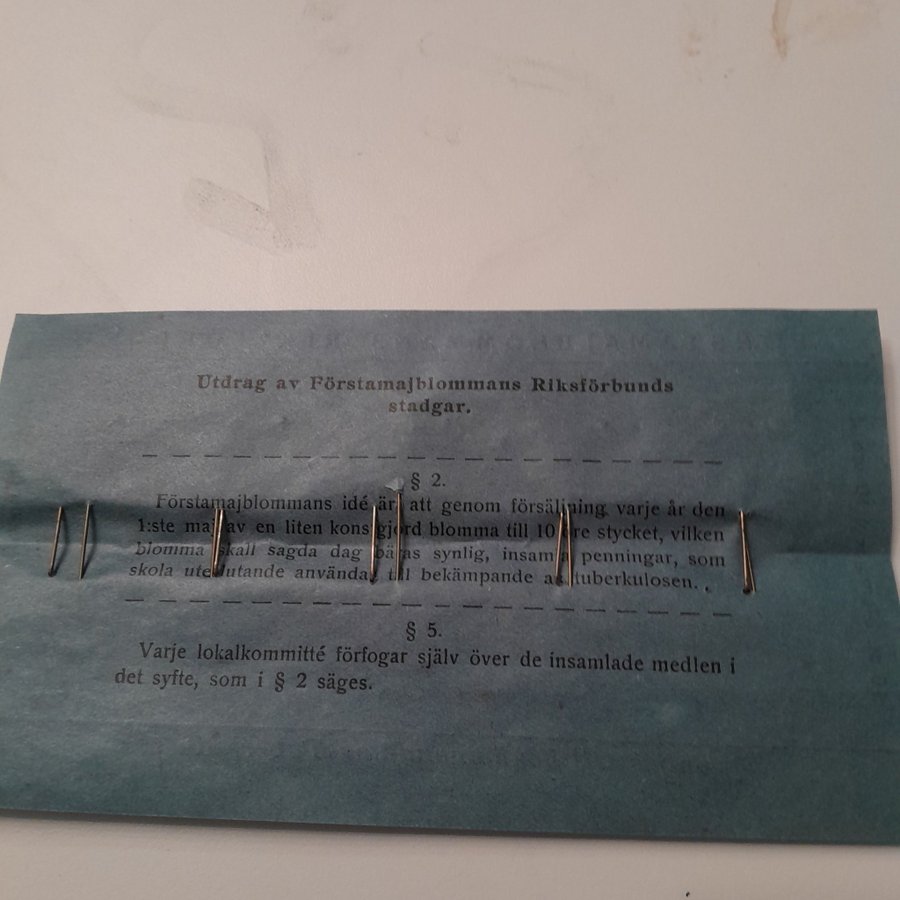 Utdrag av Förstamajblommans Riksförbunds
stadgar.
§ 2.
Förstamajblommans idé är, att genom försäljning varje år den
1:ste maj av en liten konstgjord blomma till 10 öre stycket, vilken
blomma skall sagda dag bäras synlig, insamla penningar, som
skola uteslutande användas till bekämpande av tuberkulosen.
§ 5.
Varje lokalkommitté förfogar själv över de insamlade medlen i
det syfte, som i § 2 säges.